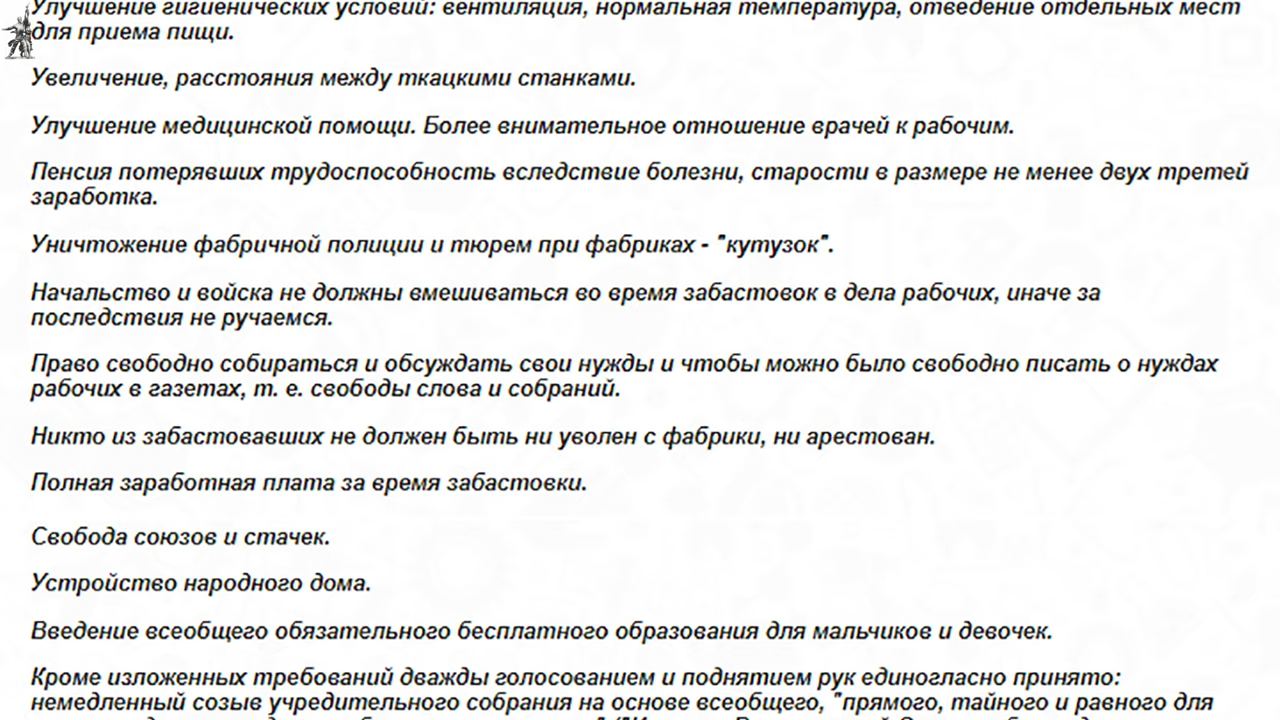 Улучшение гигиенических условий: вентиляция, нормальная температура, отведение отдельных мест
для приема пищи.
Увеличение, расстояния между ткацкими станками.
Улучшение медицинской помощи. Более внимательное отношение врачей к рабочим.
Пенсия потерявших трудоспособность вследствие болезни, старости в размере не менее двух третей
заработка.
Уничтожение фабричной полиции и тюрем при фабриках - "кутузок".
Начальство и войска не должны вмешиваться во время забастовок в дела рабочих, иначе за
последствия не ручаемся.
Право свободно собираться и обсуждать свои нужды и чтобы можно было свободно писать о нуждах
рабочих в газетах, т. е. свободы слова и собраний.
Никто из забастовавших не должен быть ни уволен с фабрики, ни арестован.
Полная заработная плата за время забастовки.
Свобода союзов и стачек.
Устройство народного дома.
Введение всеобщего обязательного бесплатного образования для мальчиков и девочек.
Кроме изложенных требований дважды голосованием и поднятием рук единогласно принято:
немедленный созыв учредительного собрания на основе всеобщего, "прямого, тайного и равного для